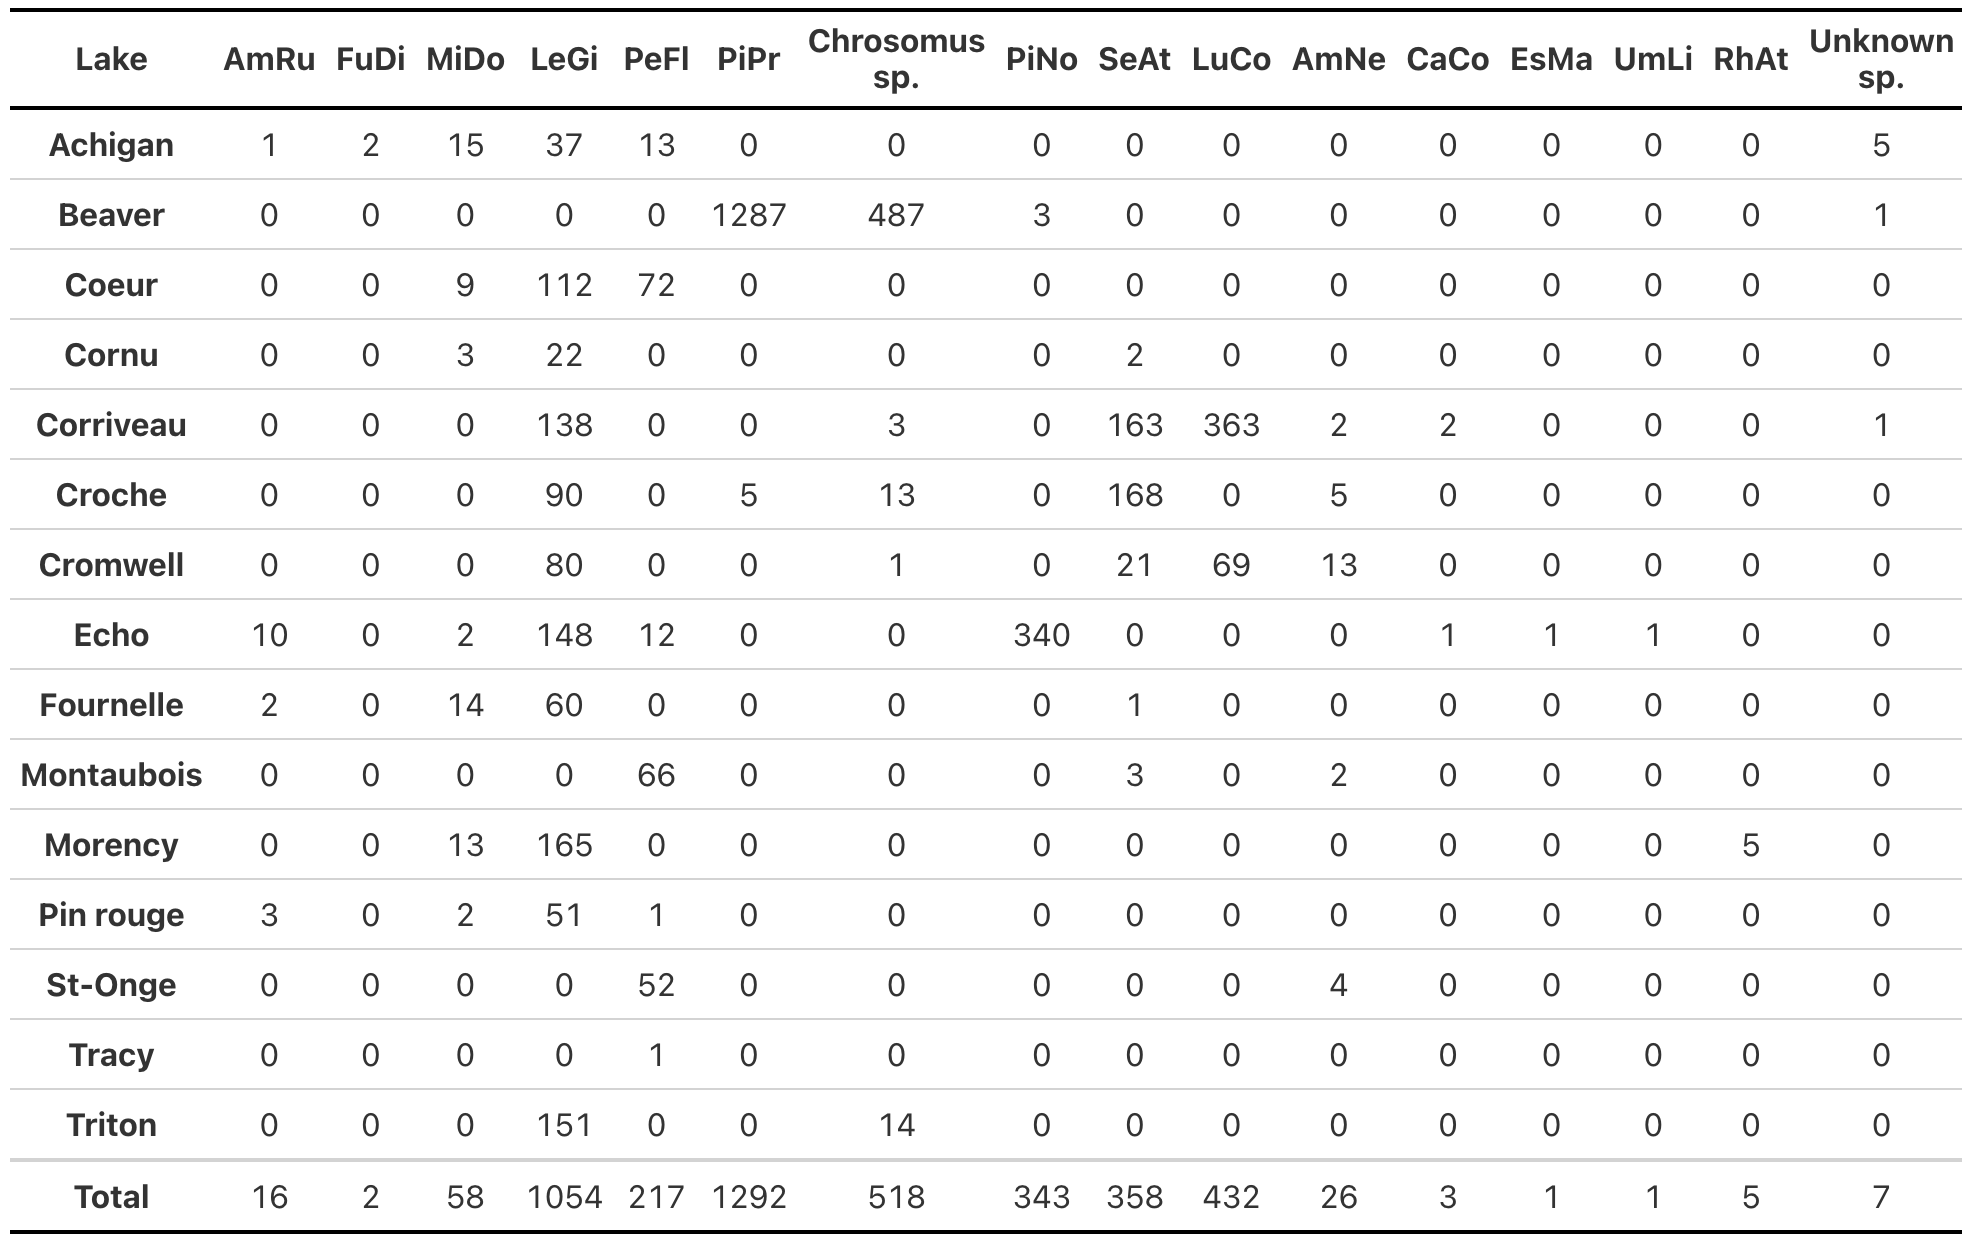 Lake AmRu FuDi MiDo LeGi PeFl PiPr Chrosomus sp. PiNo SeAt LuCo AmNe CaCo EsMa UmLi RhAt Unknown sp.
Achigan 1 2 15 37 13 0 0 0 0 0 0 0 0 0 0 5
Beaver 0 0 0 0 0 1287 487 3 0 0 0 0 0 0 0 1
Coeur 0 0 9 112 72 0 0 0 0 0 0 0 0 0 0 0
Cornu 0 0 3 22 0 0 0 0 2 0 0 0 0 0 0 0
Corriveau 0 0 0 138 0 0 3 0 163 363 2 2 0 0 0 1
Croche 0 0 0 90 0 5 13 0 168 0 5 0 0 0 0 0
Cromwell 0 0 0 80 0 0 1 0 21 69 13 0 0 0 0 0
Echo 10 0 2 148 12 0 0 340 0 0 0 1 1 1 0 0
Fournelle 2 0 14 60 0 0 0 0 1 0 0 0 0 0 0 0
Montaubois 0 0 0 0 66 0 0 0 3 0 2 0 0 0 0 0
Morency 0 0 13 165 0 0 0 0 0 0 0 0 0 0 5 0
Pin rouge 3 0 2 51 1 0 0 0 0 0 0 0 0 0 0 0
St-Onge 0 0 0 0 52 0 0 0 0 0 4 0 0 0 0 0
Tracy 0 0 0 0 1 0 0 0 0 0 0 0 0 0 0 0
Triton 0 0 0 151 0 0 14 0 0 0 0 0 0 0 0 0
Total 16 2 58 1054 217 1292 518 343 358 432 26 3 1 1 5 7